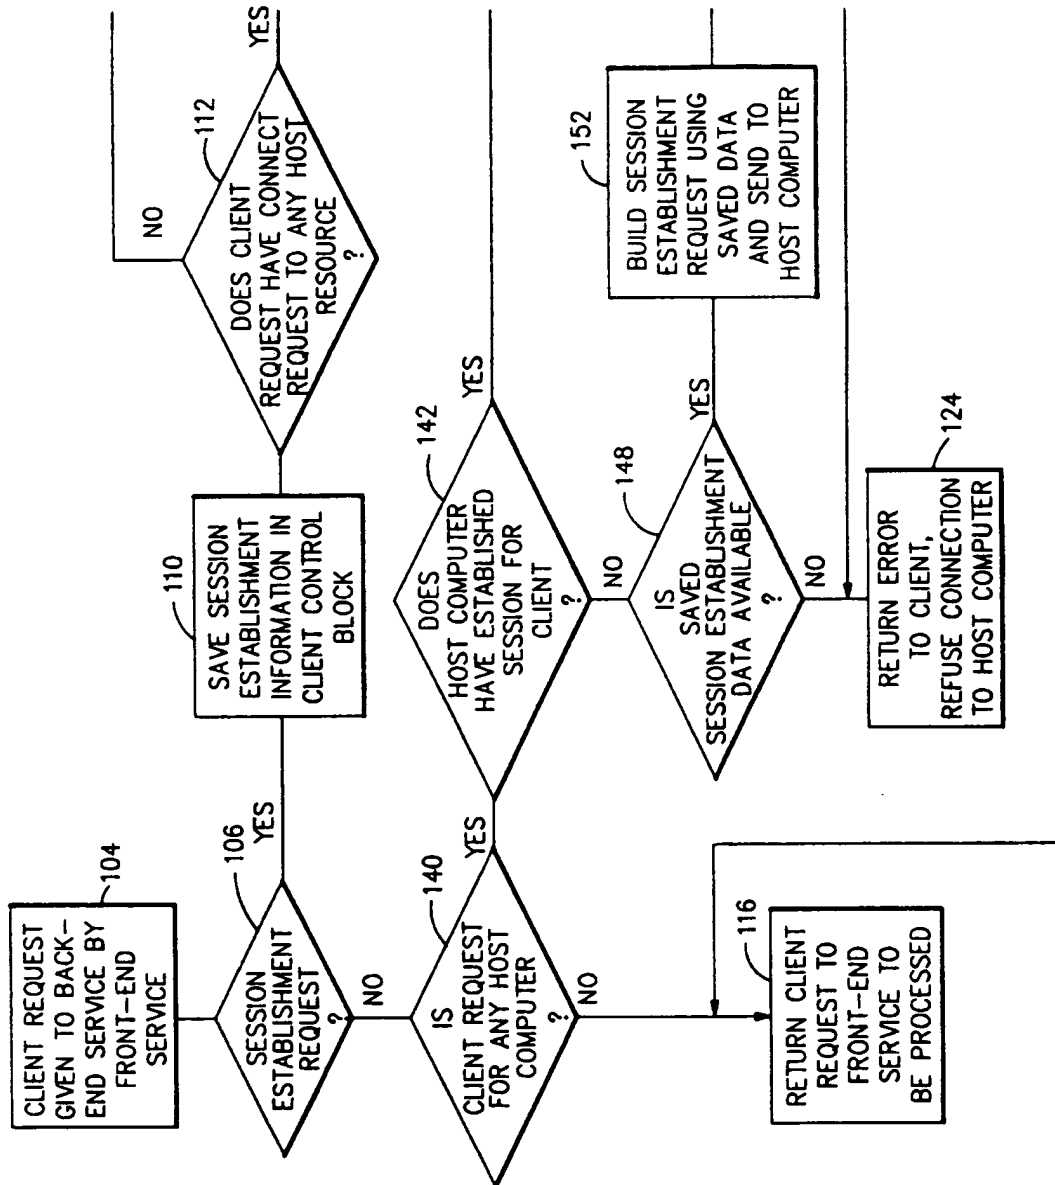 CLIENT REQUEST
GIVEN TO BACK-
END SERVICE BY
FRONT-END
SERVICE
104
106
SESSION
ESTABLISHMENT
REQUEST
?
YES
NO
110
SAVE SESSION
ESTABLISHMENT
INFORMATION IN
CLIENT CONTROL
BLOCK
112
DOES CLIENT
REQUEST HAVE CONNECT
REQUEST TO ANY HOST
RESOURCE
?
NO
YES
140
IS
CLIENT REQUEST
FOR ANY HOST
COMPUTER
?
YES
NO
142
DOES
HOST COMPUTER
HAVE ESTABLISHED
SESSION FOR
CLIENT
?
YES
NO
148
IS
SAVED
SESSION ESTABLISHMENT
DATA AVAILABLE
?
YES
NO
152
BUILD SESSION
ESTABLISHMENT
REQUEST USING
SAVED DATA
AND SEND TO
HOST COMPUTER
116
RETURN CLIENT
REQUEST TO
FRONT-END
SERVICE TO
BE PROCESSED
124
RETURN ERROR
TO CLIENT,
REFUSE CONNECTION
TO HOST COMPUTER